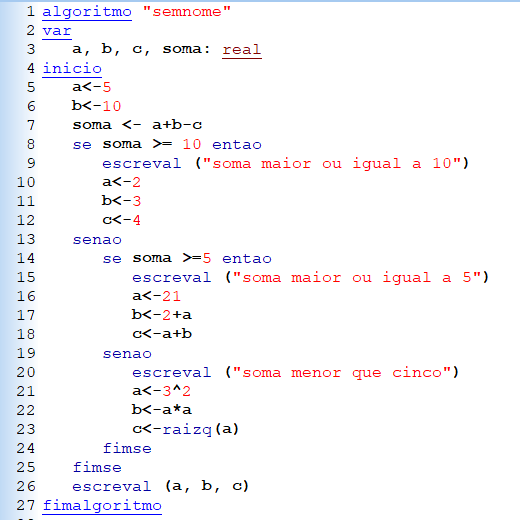 1 algoritmo "semnome"
2 var
3 a, b, c, soma: real
4 inicio
5 a<-5
6 b<-10
7 soma <- a+b-c
8 se soma >= 10 entao
9 escreval ("soma maior ou igual a 10")
10 a<-2
11 b<-3
12 c<-4
13 senao
14 se soma >=5 entao
15 escreval ("soma maior ou igual a 5")
16 a<-21
17 b<-2+a
18 c<-a+b
19 senao
20 escreval ("soma menor que cinco")
21 a<-3^2
22 b<-a*a
23 c<-raizq(a)
24 fimse
25 fimse
26 escreval (a, b, c)
27 fimalgoritmo